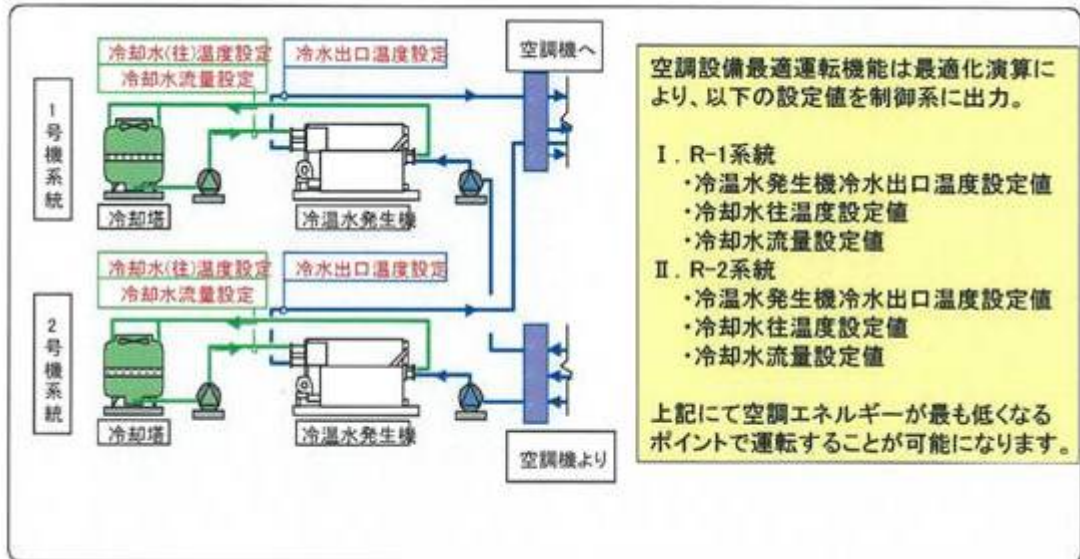 冷却水(往)温度設定
冷却水流量設定
冷水出口温度設定
空調機へ
1号機系統
冷却塔
冷温水発生機
冷却水(往)温度設定
冷却水流量設定
冷水出口温度設定
2号機系統
冷却塔
冷温水発生機
空調機より
空調設備最適運転機能は最適化演算に
より、以下の設定値を制御系に出力。
Ⅰ. R-1系統
・冷温水発生機冷水出口温度設定値
・冷却水往温度設定値
・冷却水流量設定値
Ⅱ. R-2系統
・冷温水発生機冷水出口温度設定値
・冷却水往温度設定値
・冷却水流量設定値
上記にて空調エネルギーが最も低くなる
ポイントで運転することが可能になります。